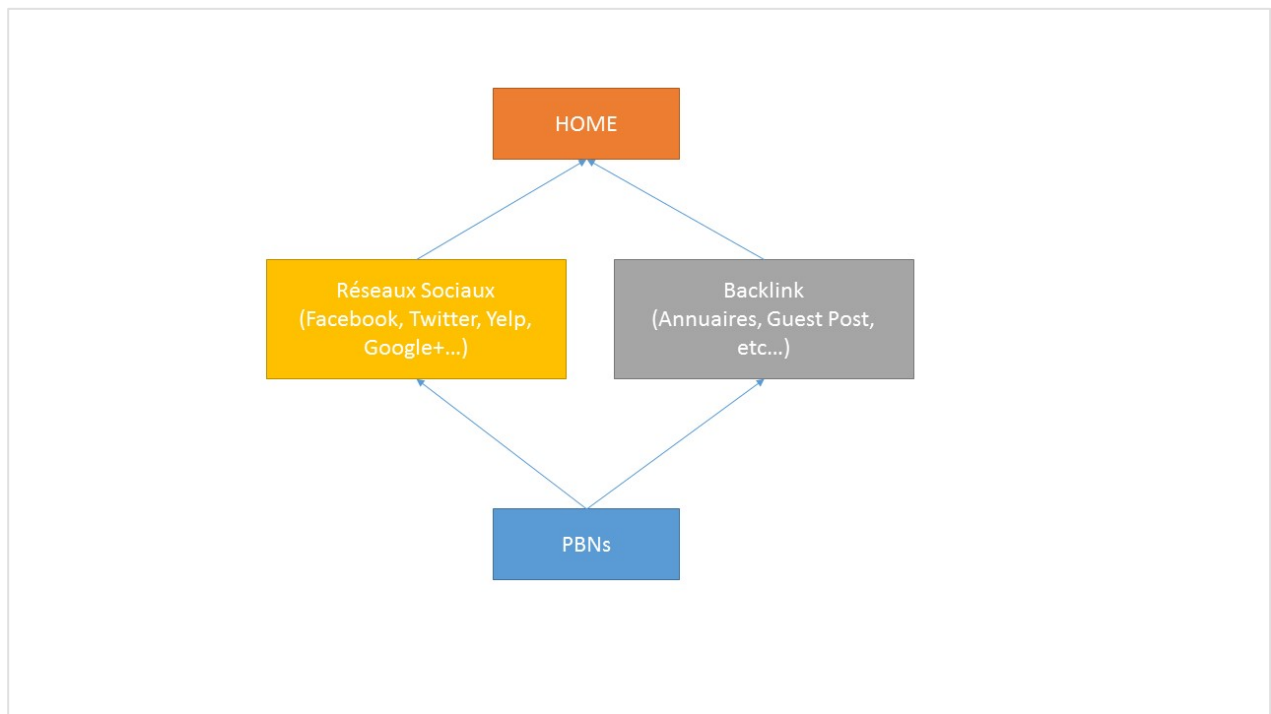 HOME
Réseaux Sociaux
(Facebook, Twitter, Yelp,
Google+...)
Backlink
(Annuaires, Guest Post,
etc...)
PBNs